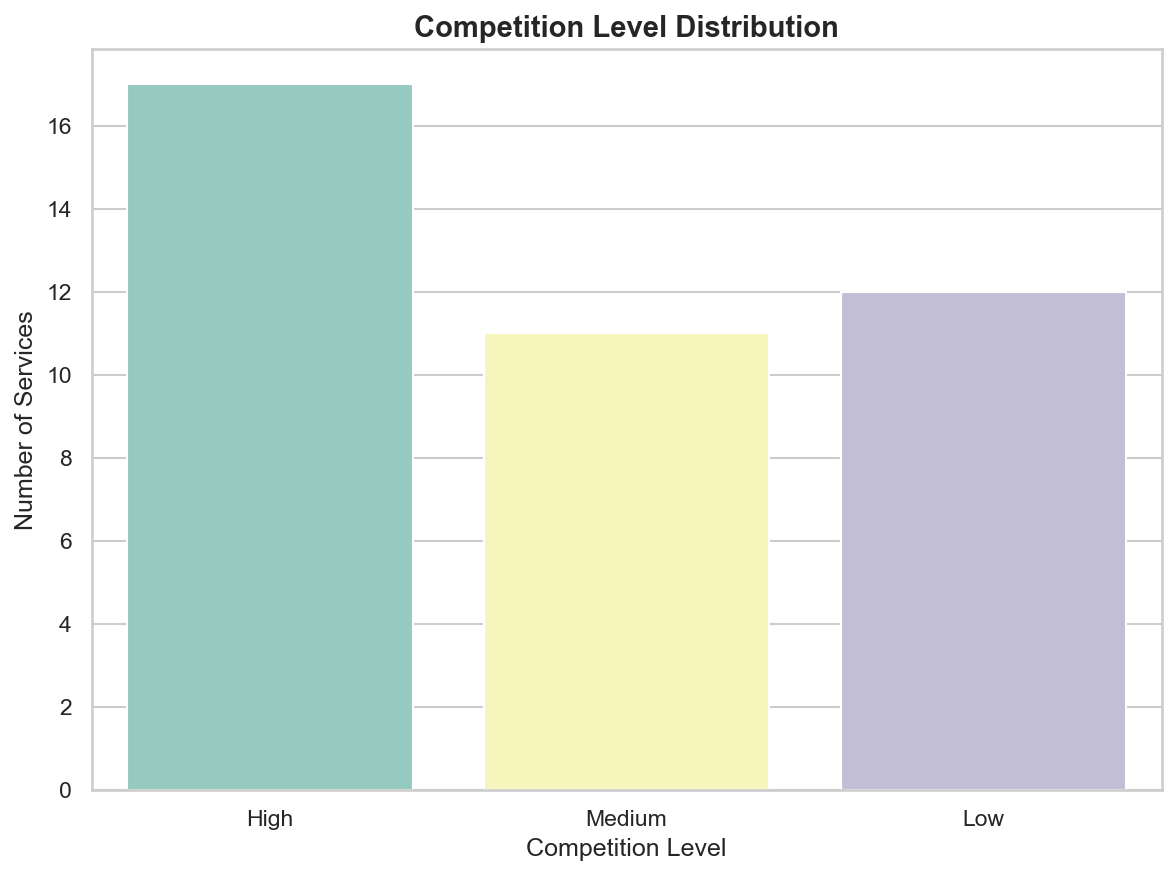 Competition Level Distribution
Number of Services
16
14
12
10
8
6
4
2
0
High Medium Low
Competition Level